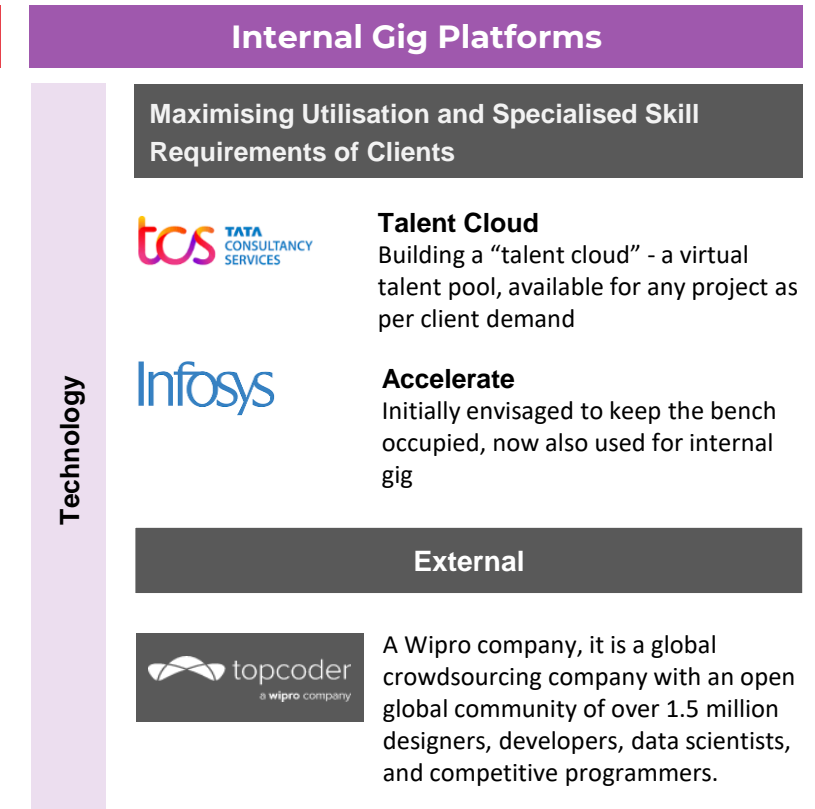 Internal Gig Platforms
Maximising Utilisation and Specialised Skill
Requirements of Clients
Technology
tcs TATA
CONSULTANCY
SERVICES
Talent Cloud
Building a “talent cloud” - a virtual
talent pool, available for any project as
per client demand
Infosys
Accelerate
Initially envisaged to keep the bench
occupied, now also used for internal
gig
External
topcoder
a wipro company
A Wipro company, it is a global
crowdsourcing company with an open
global community of over 1.5 million
designers, developers, data scientists,
and competitive programmers.